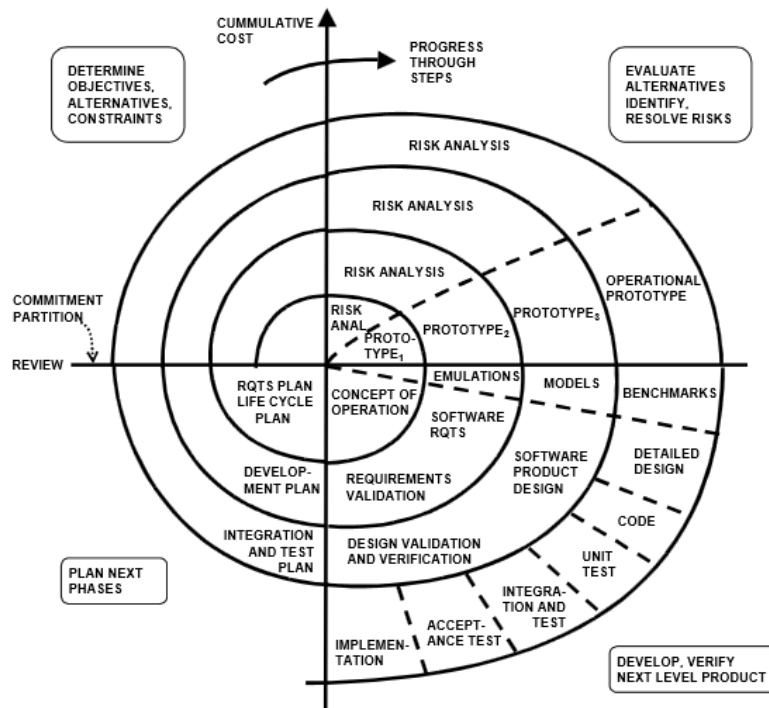 CUMMULATIVE
COST
PROGRESS
THROUGH
STEPS
DETERMINE
OBJECTIVES,
ALTERNATIVES,
CONSTRAINTS
EVALUATE
ALTERNATIVES
IDENTIFY,
RESOLVE RISKS
RISK ANALYSIS
RISK ANALYSIS
RISK ANALYSIS
RISK
ANAL.
OPERATIONAL
PROTOTYPE
COMMITMENT
PARTITION
PROTOTYPE3
PROTOTYPE2
PROTO-
TYPE1
REVIEW
EMULATIONS
MODELS
BENCHMARKS
RQTS PLAN
LIFE CYCLE
PLAN
CONCEPT OF
OPERATION
SOFTWARE
RQTS
SOFTWARE
PRODUCT
DESIGN
DETAILED
DESIGN
DEVELOP-
MENT PLAN
REQUIREMENTS
VALIDATION
CODE
INTEGRATION
AND TEST
PLAN
DESIGN VALIDATION
AND VERIFICATION
UNIT
TEST
PLAN NEXT
PHASES
INTEGRA-
TION AND
TEST
ACCEPT-
ANCE TEST
IMPLEMEN-
TATION
DEVELOP, VERIFY
NEXT LEVEL PRODUCT